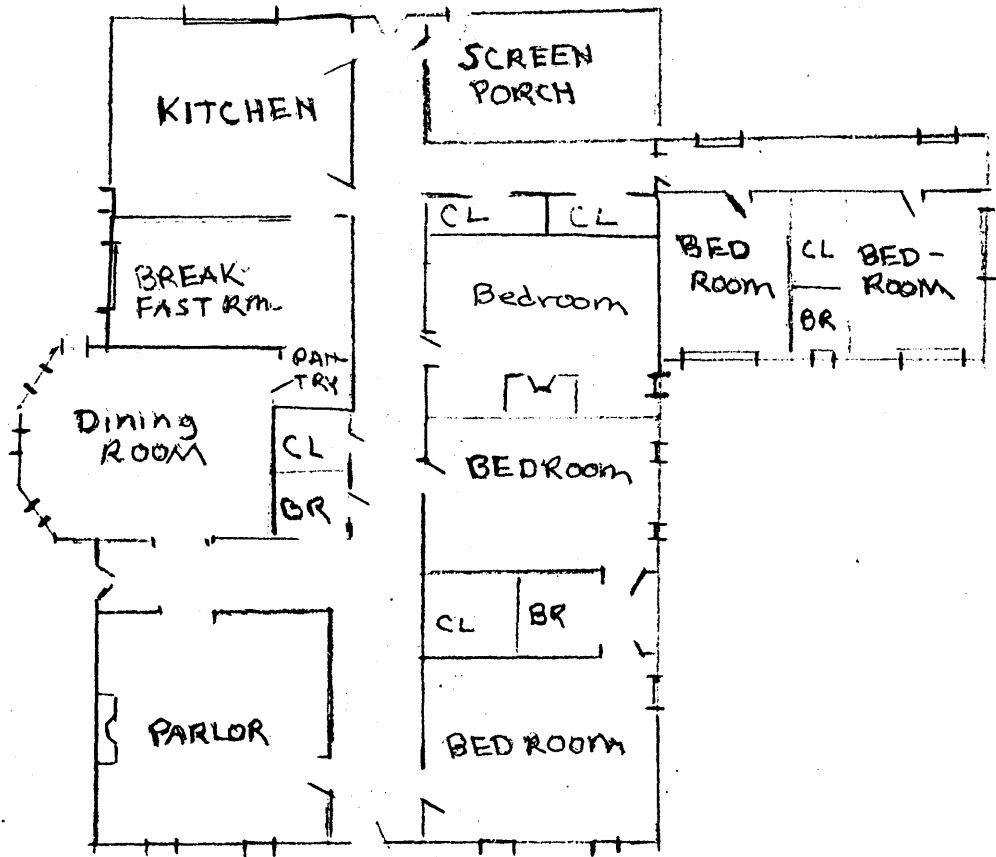 SCREEN
PORCH
KITCHEN
CL
CL
BREAK-
FAST RM.
Bedroom
BED
ROOM
CL
BED-
ROOM
BR
PAN-
TRY
Dining
ROOM
CL
BR
BEDROOM
CL
BR
PARLOR
BED ROOM